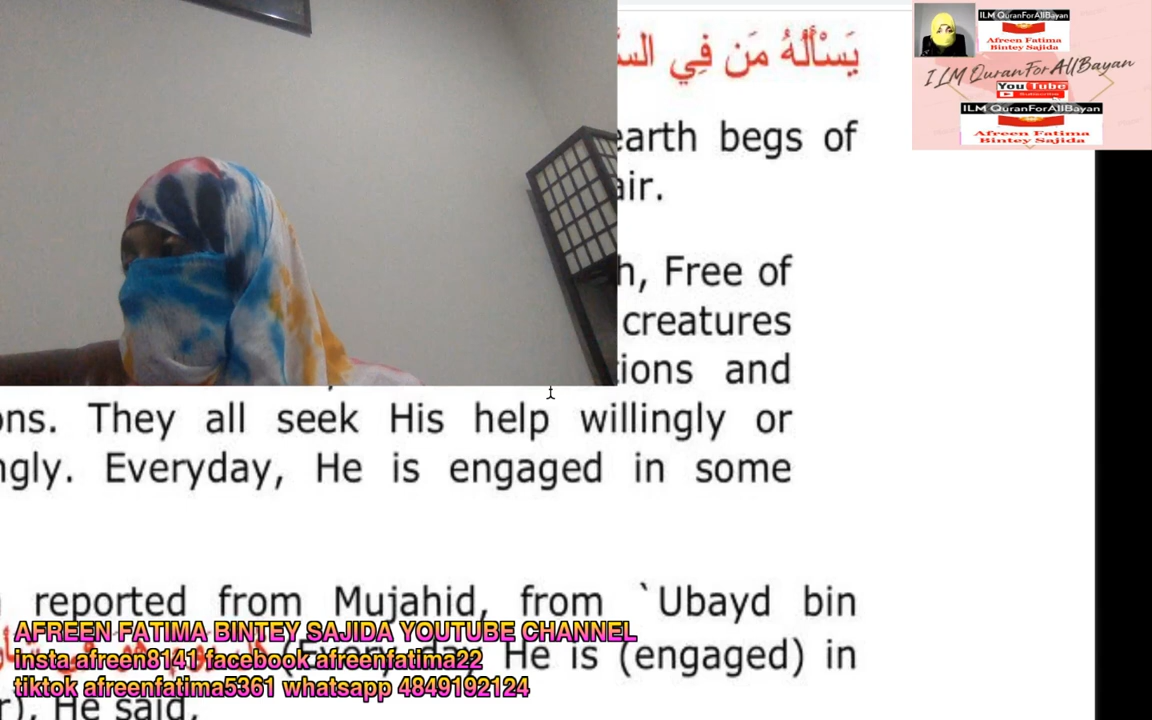 يَسْأَلُهُ مَن فِي
earth begs of
air.
h, Free of
creatures
tions and
ons. They all seek His help willingly or
ngly. Everyday, He is engaged in some
reported from Mujahid, from `Ubayd bin
(Every day, He is (engaged) in
r), He said,
AFREEN FATIMA BINTEY SAJIDA YOUTUBE CHANNEL
insta afreen8141 facebook afreenfatima22
tiktok afreenfatima5361 whatsapp 4849192124
ILM QuranForAllBayan
Afreen Fatima
Bintey Sajida
ILM QuranForAllBayan
YouTube
ILM QuranForAllBayan
Afreen Fatima
Bintey Sajida